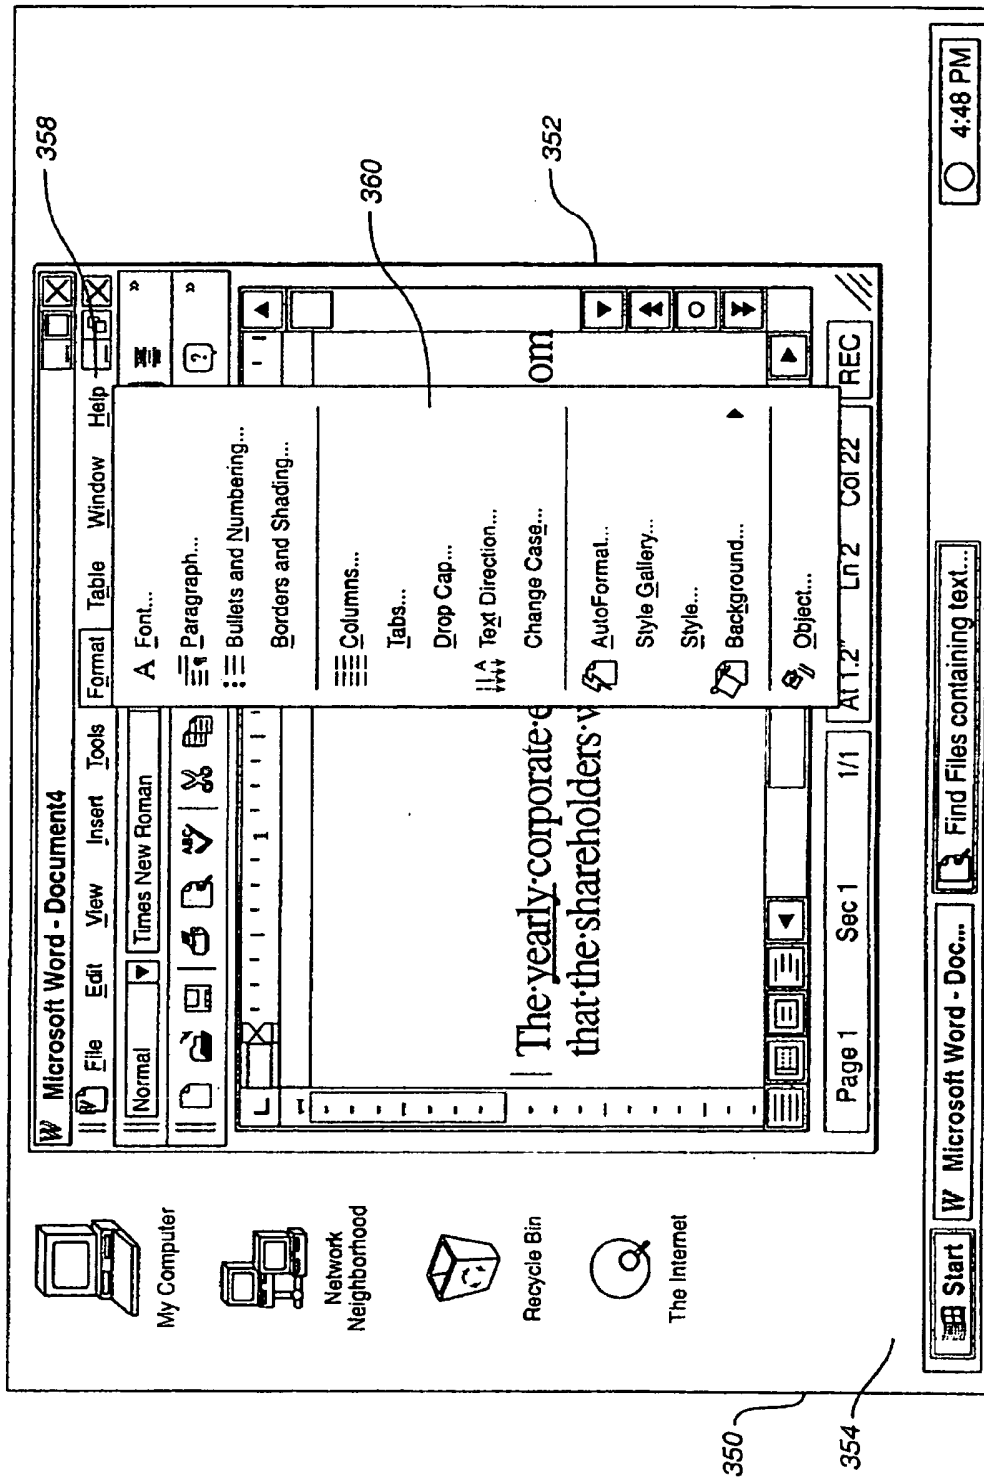 W Microsoft Word - Document4
File Edit View Insert Tools Format Table Window Help
Normal Times New Roman »
ABC ? »
1
A Font...
Paragraph...
Bullets and Numbering...
Borders and Shading...
Columns...
Tabs...
Drop Cap...
Text Direction...
Change Case...
AutoFormat...
Style Gallery...
Style...
Background...
Object...
The·yearly·corporate·e om
that·the·shareholders·v
Page 1 Sec 1 1/1 At 1.2" Ln 2 Col 22 REC
My Computer
Network
Neighborhood
Recycle Bin
The Internet
Start W Microsoft Word - Doc... Find Files containing text... 4:48 PM
358
360
352
350
354